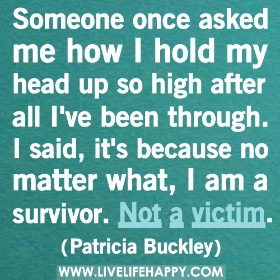 Someone once asked
me how I hold my
head up so high after
all I've been through.
I said, it's because no
matter what, I am a
survivor. Not a victim.
(Patricia Buckley)
WWW.LIVELIFEHAPPY.COM